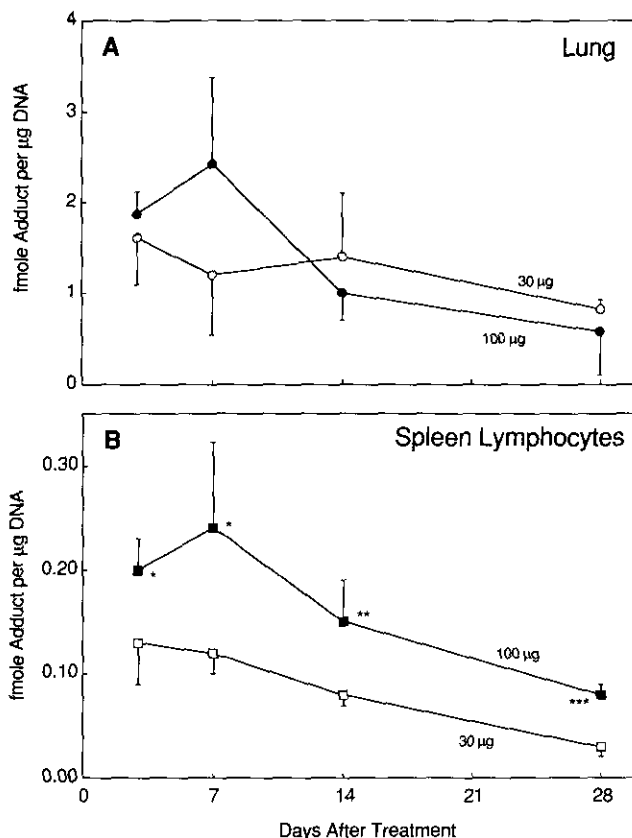 A
Lung
fmole Adduct per µg DNA
4
3
2
1
0
30 µg
100 µg
B
Spleen Lymphocytes
fmole Adduct per µg DNA
0.30
0.20
0.10
0.00
*
*
**
***
100 µg
30 µg
0 7 14 21 28
Days After Treatment